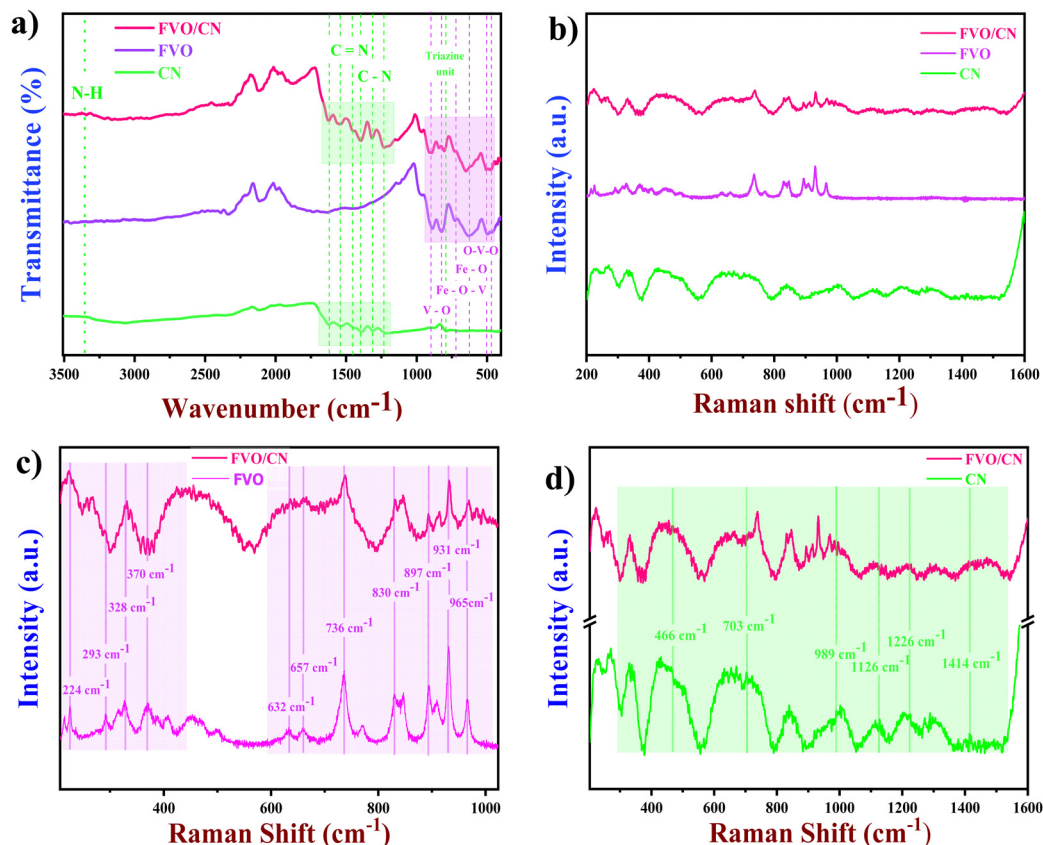 a)
FVO/CN
FVO
CN
N-H
C = N
C - N
Triazine
unit
O-V-O
Fe - O
Fe - O - V
V - O
Transmittance (%)
3500 3000 2500 2000 1500 1000 500
Wavenumber (cm-1)
b)
FVO/CN
FVO
CN
Intensity (a.u.)
200 400 600 800 1000 1200 1400 1600
Raman shift (cm-1)
c)
FVO/CN
FVO
224 cm-1
293 cm-1
328 cm-1
370 cm-1
632 cm-1
657 cm-1
736 cm-1
830 cm-1
897 cm-1
931 cm-1
965cm-1
Intensity (a.u.)
400 600 800 1000
Raman Shift (cm-1)
d)
FVO/CN
CN
466 cm-1
703 cm-1
989 cm-1
1126 cm-1
1226 cm-1
1414 cm-1
Intensity (a.u.)
400 600 800 1000 1200 1400 1600
Raman Shift (cm-1)